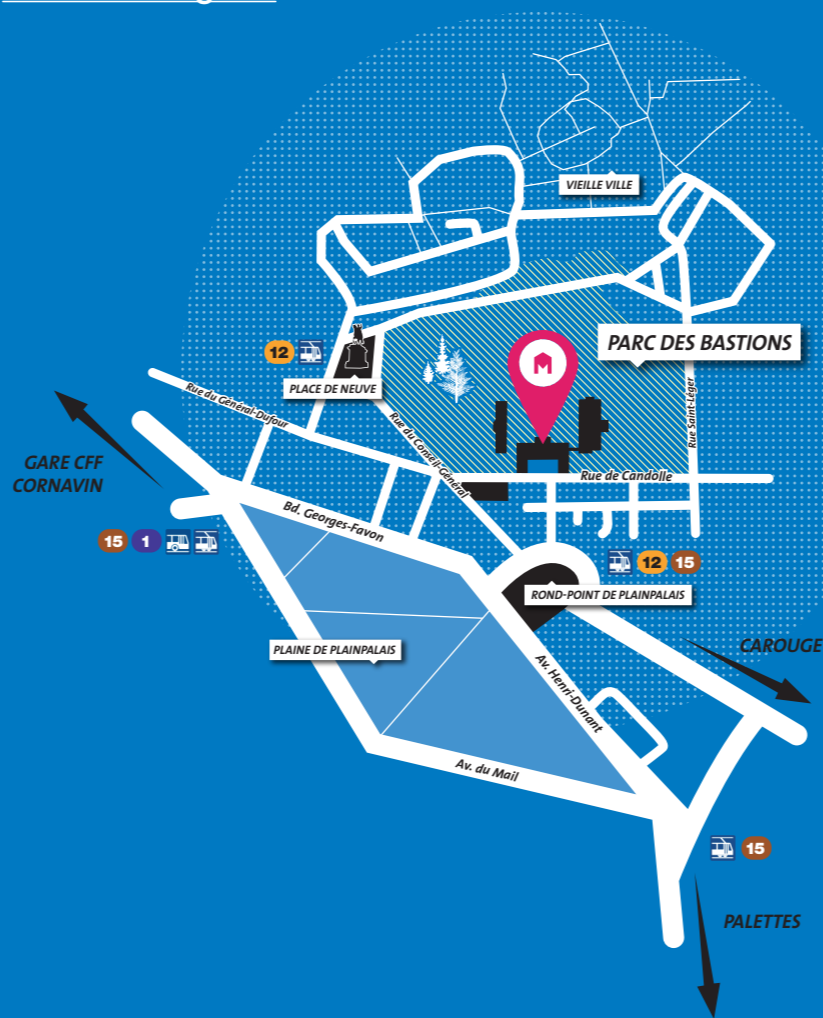 VIEILLE VILLE
PARC DES BASTIONS
12
PLACE DE NEUVE
Rue du Général-Dufour
Rue du Conseil-Général
Rue Saint-Léger
GARE CFF
CORNAVIN
Rue de Candolle
Bd. Georges-Favon
15 1
12 15
ROND-POINT DE PLAINPALAIS
PLAINE DE PLAINPALAIS
CAROUGE
Av. Henri-Dunant
Av. du Mail
15
PALETTES